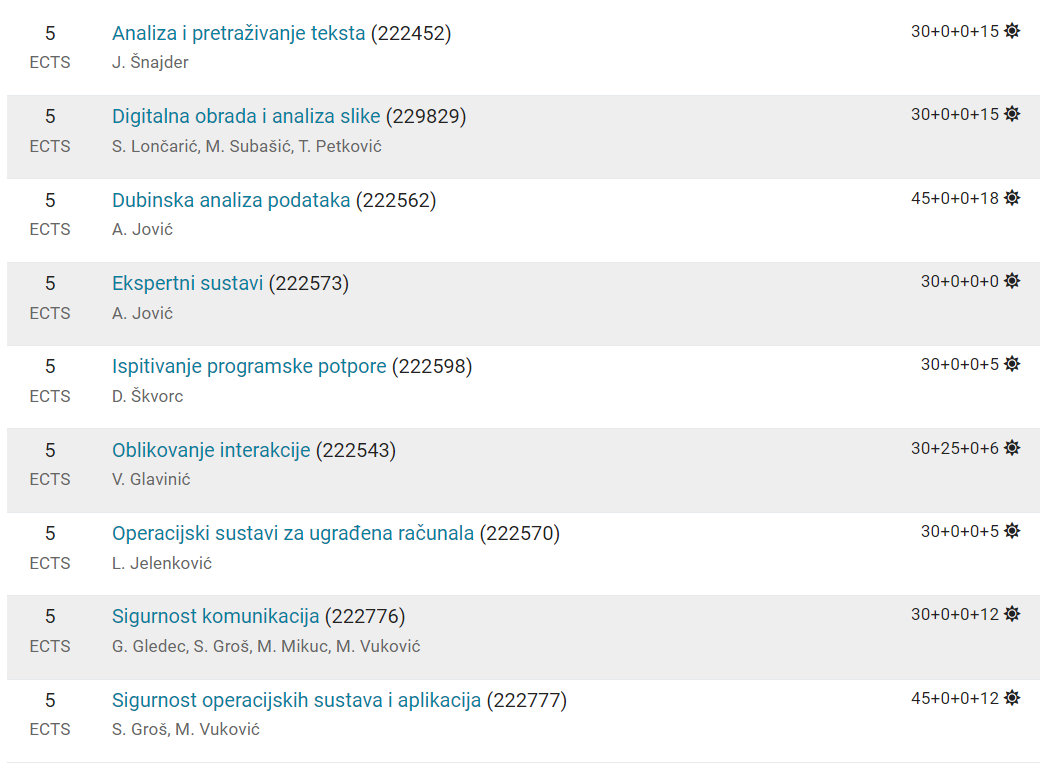 5 Analiza i pretraživanje teksta (222452) 30+0+0+15
ECTS J. Šnajder
5 Digitalna obrada i analiza slike (229829) 30+0+0+15
ECTS S. Lončarić, M. Subašić, T. Petković
5 Dubinska analiza podataka (222562) 45+0+0+18
ECTS A. Jović
5 Ekspertni sustavi (222573) 30+0+0+0
ECTS A. Jović
5 Ispitivanje programske potpore (222598) 30+0+0+5
ECTS D. Škvorc
5 Oblikovanje interakcije (222543) 30+25+0+6
ECTS V. Glavinić
5 Operacijski sustavi za ugrađena računala (222570) 30+0+0+5
ECTS L. Jelenković
5 Sigurnost komunikacija (222776) 30+0+0+12
ECTS G. Gledec, S. Groš, M. Mikuc, M. Vuković
5 Sigurnost operacijskih sustava i aplikacija (222777) 45+0+0+12
ECTS S. Groš, M. Vuković